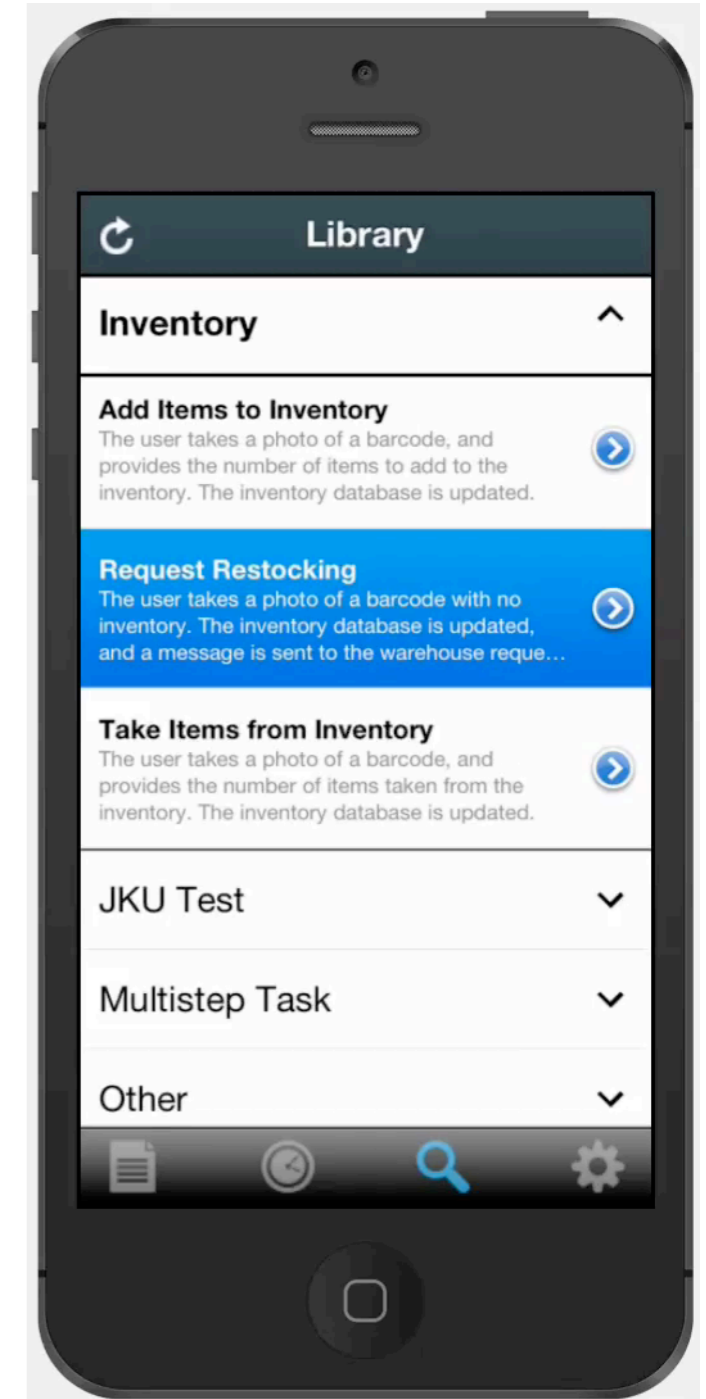 Library
Inventory
Add Items to Inventory
The user takes a photo of a barcode, and
provides the number of items to add to the
inventory. The inventory database is updated.
Request Restocking
The user takes a photo of a barcode with no
inventory. The inventory database is updated,
and a message is sent to the warehouse reque…
Take Items from Inventory
The user takes a photo of a barcode, and
provides the number of items taken from the
inventory. The inventory database is updated.
JKU Test
Multistep Task
Other